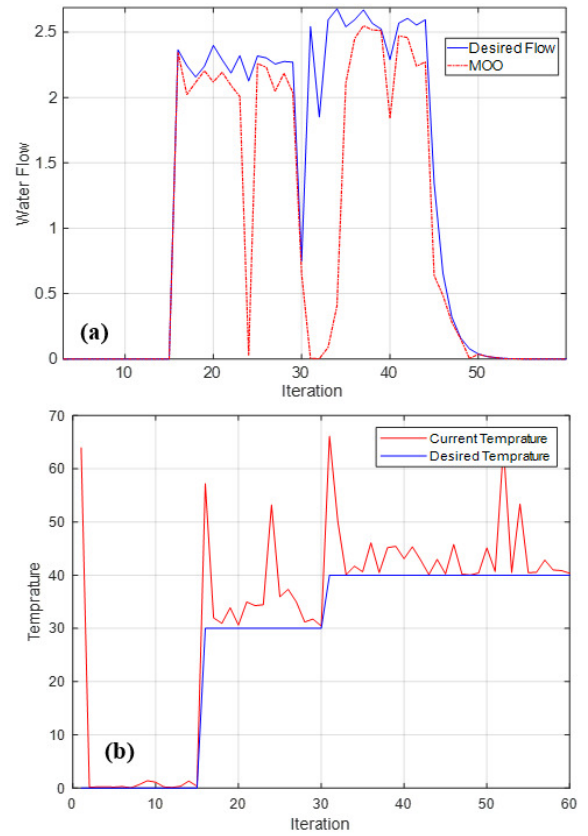 2.5
2
1.5
1
0.5
0
Water Flow
Desired Flow
MOO
(a)
10 20 30 40 50
Iteration
70
60
50
40
30
20
10
0
Temprature
Current Temprature
Desired Temprature
(b)
0 10 20 30 40 50 60
Iteration